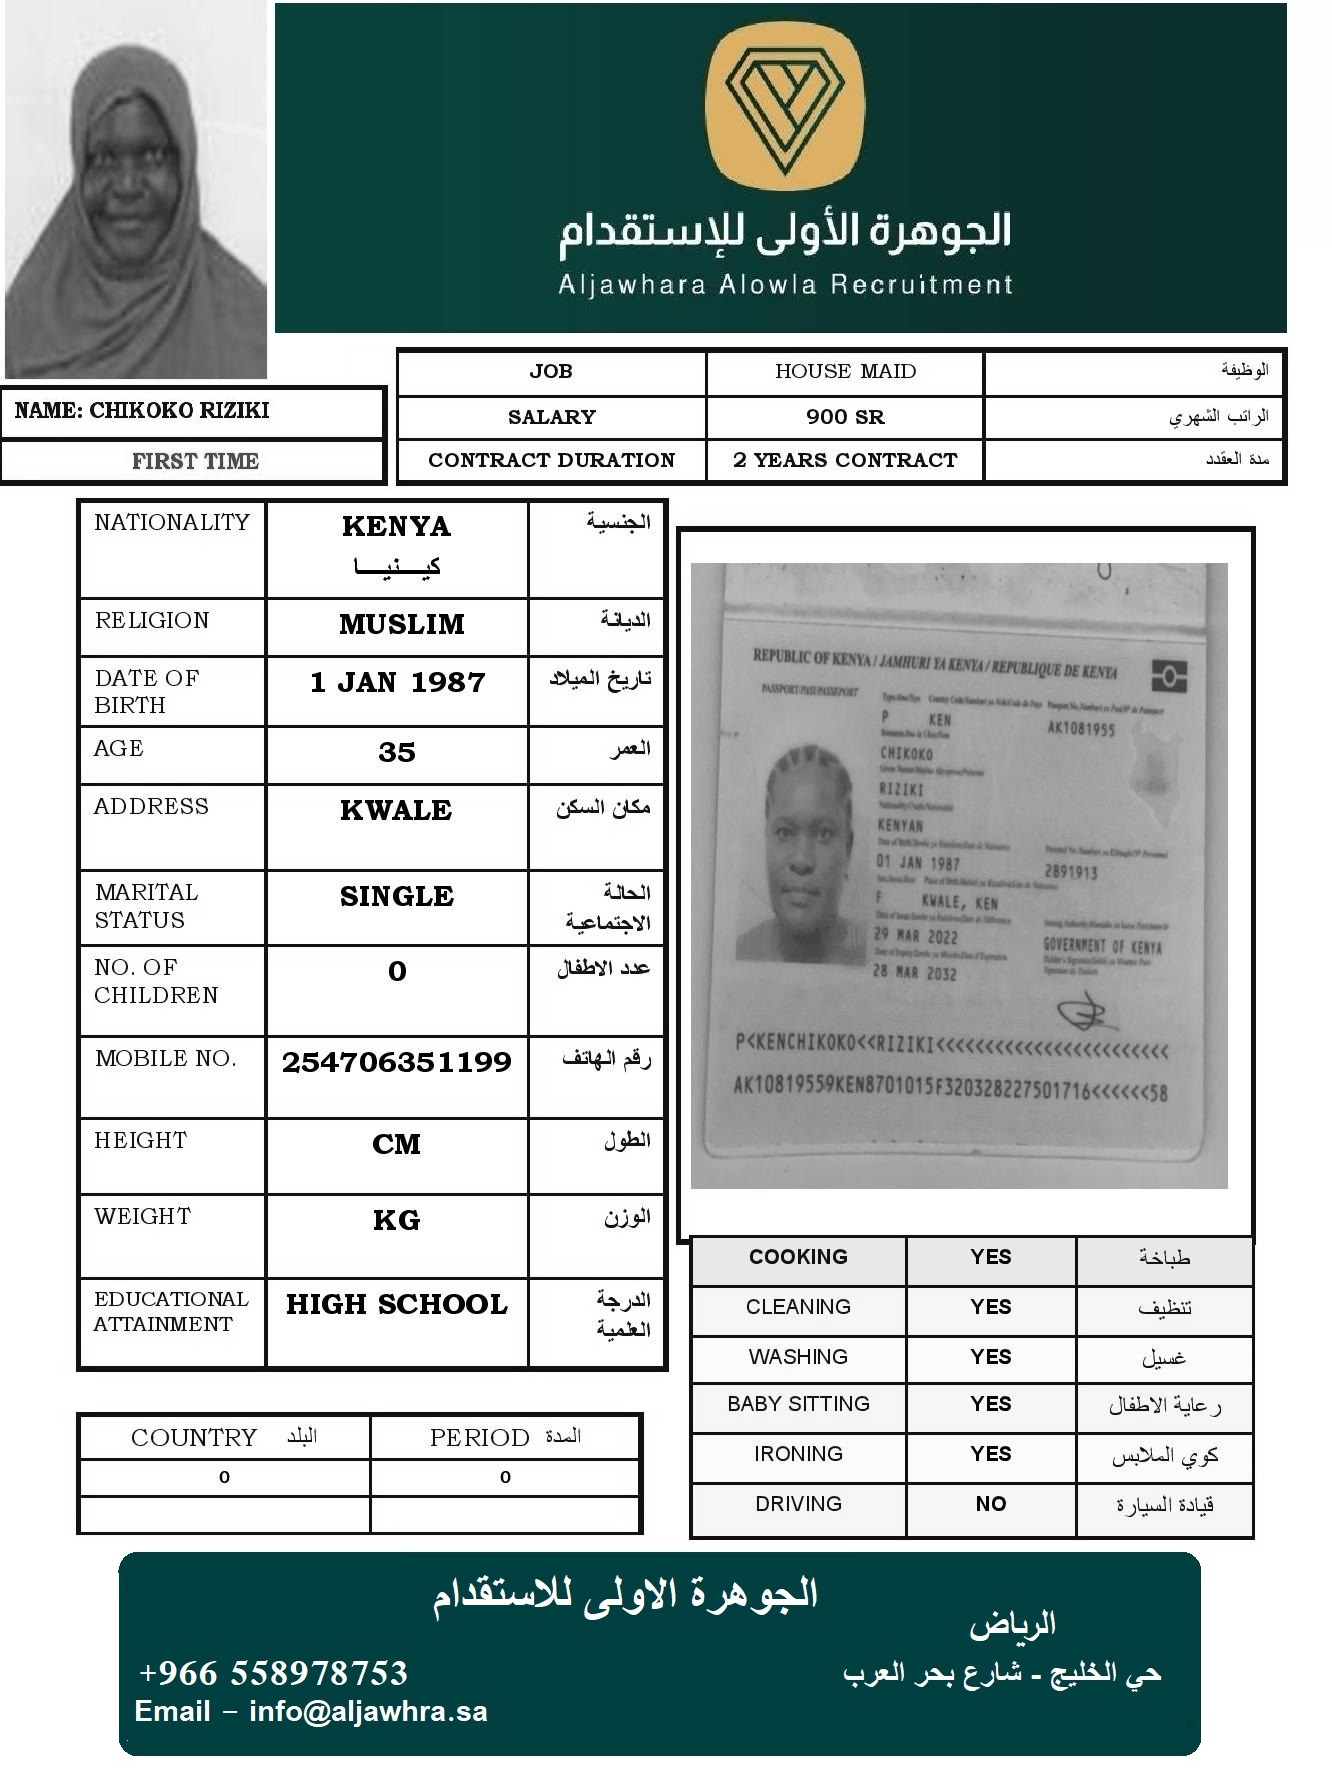 الجوهرة الأولى للإستقدام
Aljawhara Alowla Recruitment
NAME: CHIKOKO RIZIKI
FIRST TIME
JOB HOUSE MAID الوظيفة
SALARY 900 SR الراتب الشهري
CONTRACT DURATION 2 YEARS CONTRACT مدة العقدد
NATIONALITY KENYA الجنسية
كيـــنيـــا
RELIGION MUSLIM الديانة
DATE OF BIRTH 1 JAN 1987 تاريخ الميلاد
AGE 35 العمر
ADDRESS KWALE مكان السكن
MARITAL STATUS SINGLE الحالة الاجتماعية
NO. OF CHILDREN 0 عدد الاطفال
MOBILE NO. 254706351199 رقم الهاتف
HEIGHT CM الطول
WEIGHT KG الوزن
EDUCATIONAL ATTAINMENT HIGH SCHOOL الدرجة العلمية
REPUBLIC OF KENYA / JAMHURI YA KENYA / REPUBLIQUE DE KENYA
PASSPORT/PASI/PASSEPORT
P KEN AK1081955
CHIKOKO
RIZIKI
KENYAN
01 JAN 1987 2891913
F KWALE, KEN
29 MAR 2022 GOVERNMENT OF KENYA
28 MAR 2032
P<KENCHIKOKO<<RIZIKI<<<<<<<<<<<<<<<<<<<<<<<<
AK10819559KEN8701015F320328227501716<<<<<<58
COOKING YES طباخة
CLEANING YES تنظيف
WASHING YES غسيل
BABY SITTING YES رعاية الاطفال
IRONING YES كوي الملابس
DRIVING NO قيادة السيارة
COUNTRY البلد PERIOD المدة
0 0
الجوهرة الاولى للاستقدام
الرياض
حي الخليج - شارع بحر العرب
+966 558978753
Email – info@aljawhra.sa